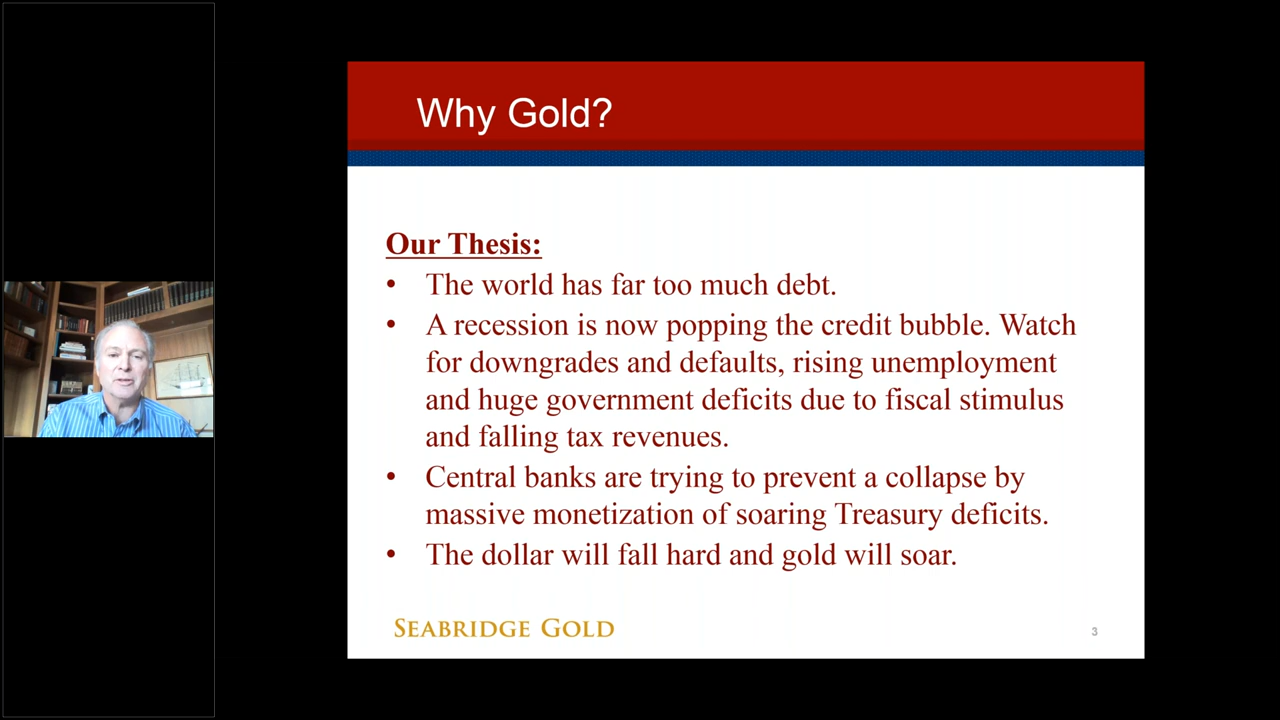 Why Gold?
Our Thesis:
• The world has far too much debt.
• A recession is now popping the credit bubble. Watch
for downgrades and defaults, rising unemployment
and huge government deficits due to fiscal stimulus
and falling tax revenues.
• Central banks are trying to prevent a collapse by
massive monetization of soaring Treasury deficits.
• The dollar will fall hard and gold will soar.
SEABRIDGE GOLD
3